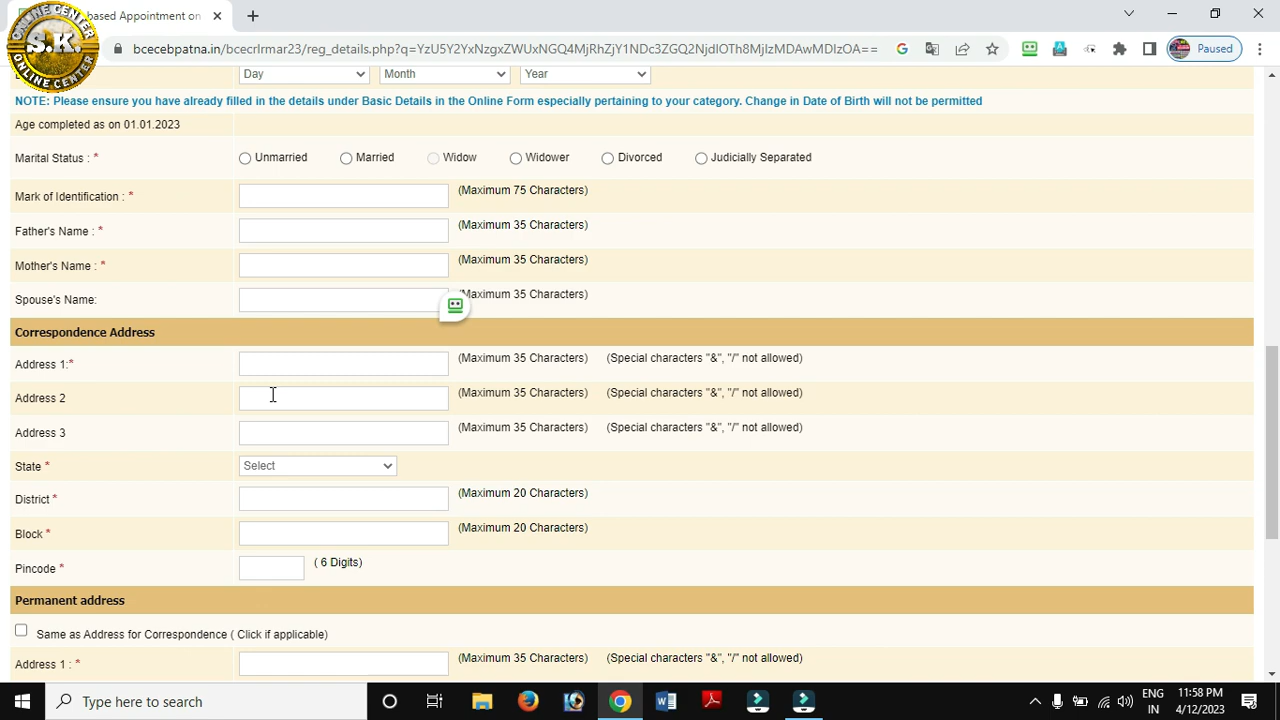 ONLINE CENTER
S.K.
ONLINE CENTER
based Appointment on
bcecebpatna.in/bcecrlrmar23/reg_details.php?q=YzU5Y2YxNzgxZWUxNGQ4MjRhZjY1NDc3ZGQ2NjdlOTh8MjIzMDAwMDIzOA==
Paused
Day Month Year
NOTE: Please ensure you have already filled in the details under Basic Details in the Online Form especially pertaining to your category. Change in Date of Birth will not be permitted
Age completed as on 01.01.2023
Marital Status : * Unmarried Married Widow Widower Divorced Judicially Separated
Mark of Identification : * (Maximum 75 Characters)
Father's Name : * (Maximum 35 Characters)
Mother's Name : * (Maximum 35 Characters)
Spouse's Name: (Maximum 35 Characters)
Correspondence Address
Address 1:* (Maximum 35 Characters) (Special characters "&", "/" not allowed)
Address 2 (Maximum 35 Characters) (Special characters "&", "/" not allowed)
Address 3 (Maximum 35 Characters) (Special characters "&", "/" not allowed)
State * Select
District * (Maximum 20 Characters)
Block * (Maximum 20 Characters)
Pincode * ( 6 Digits)
Permanent address
Same as Address for Correspondence ( Click if applicable)
Address 1 : * (Maximum 35 Characters) (Special characters "&", "/" not allowed)
Type here to search
ENG
IN
11:58 PM
4/12/2023